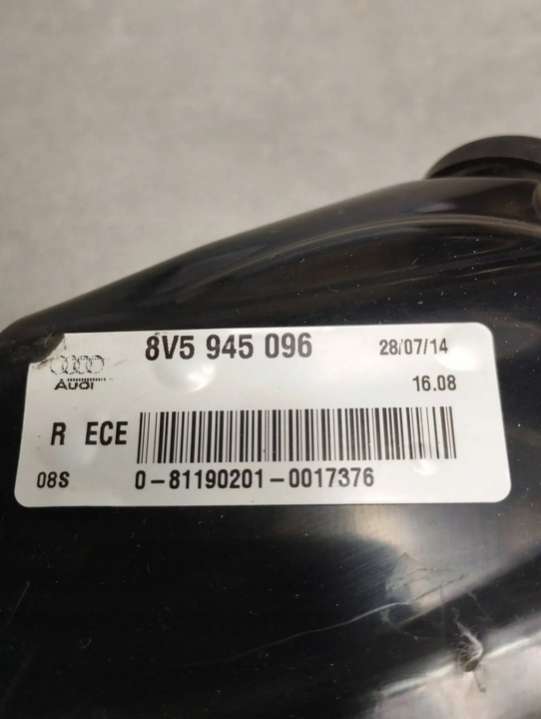 8V5 945 096 28/07/14
Audi 16.08
R ECE
08S 0-81190201-0017376